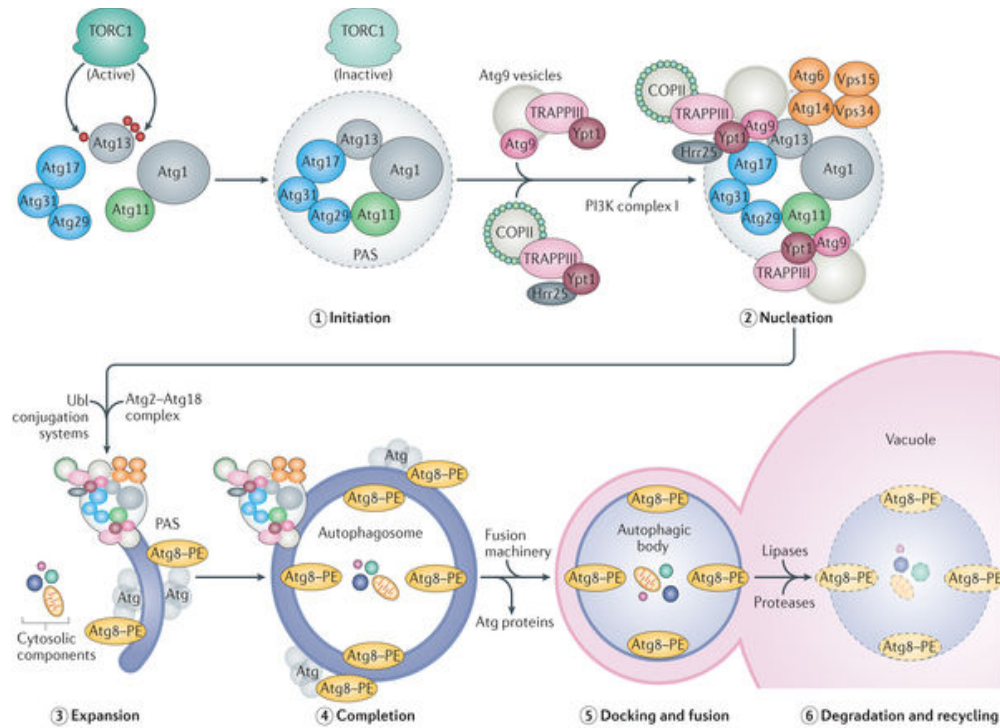 TORC1
(Active)
Atg13
Atg17
Atg1
Atg31
Atg29
Atg11
TORC1
(Inactive)
Atg13
Atg17
Atg1
Atg31
Atg29
Atg11
PAS
Atg9 vesicles
TRAPPIII
Ypt1
Atg9
PI3K complex I
COPII
TRAPPIII
Ypt1
Hrr25
COPII
TRAPPIII
Ypt1
Atg9
Hrr25
Atg6
Vps15
Atg14
Vps34
Atg13
Atg17
Atg1
Atg31
Atg29
Atg11
Ypt1
Atg9
TRAPPIII
1 Initiation
2 Nucleation
Ubl
conjugation
systems
Atg2–Atg18
complex
PAS
Atg8–PE
Atg
Atg
Atg8–PE
Cytosolic
components
Atg
Atg8–PE
Atg8–PE
Autophagosome
Atg8–PE
Atg8–PE
Atg8–PE
Atg
Atg8–PE
Fusion
machinery
Atg proteins
Atg8–PE
Autophagic
body
Atg8–PE
Atg8–PE
Atg8–PE
Vacuole
Lipases
Proteases
Atg8–PE
Atg8–PE
Atg8–PE
Atg8–PE
3 Expansion
4 Completion
5 Docking and fusion
6 Degradation and recycling